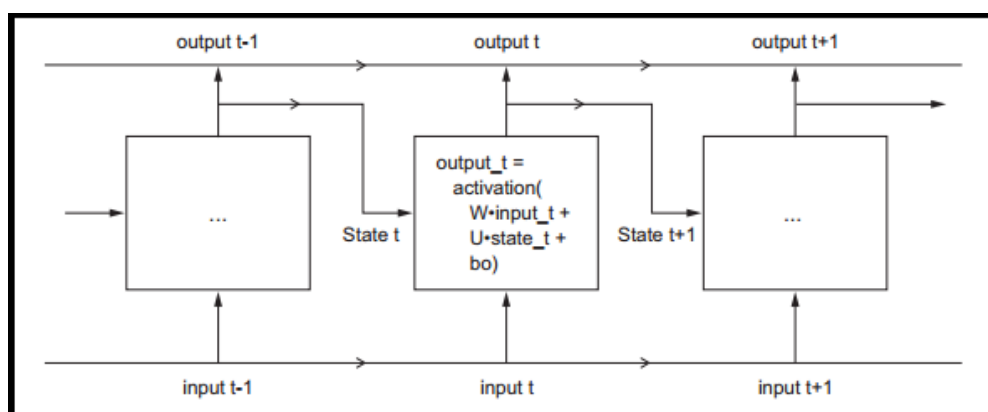 output t-1
output t
output t+1
...
output_t =
activation(
W•input_t +
U•state_t +
bo)
...
State t
State t+1
input t-1
input t
input t+1